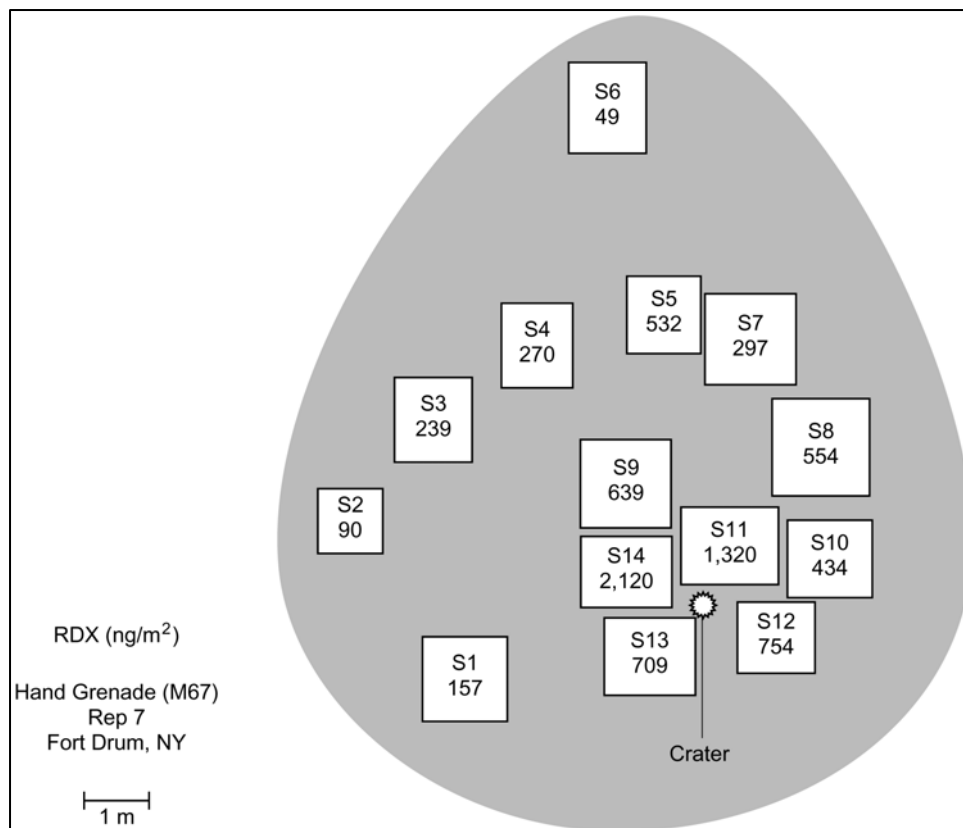 S6
49
S5
532
S7
297
S4
270
S3
239
S8
554
S9
639
S2
90
S11
1,320
S10
434
S14
2,120
S12
754
S13
709
S1
157
RDX (ng/m²)
Hand Grenade (M67)
Rep 7
Fort Drum, NY
Crater
1 m